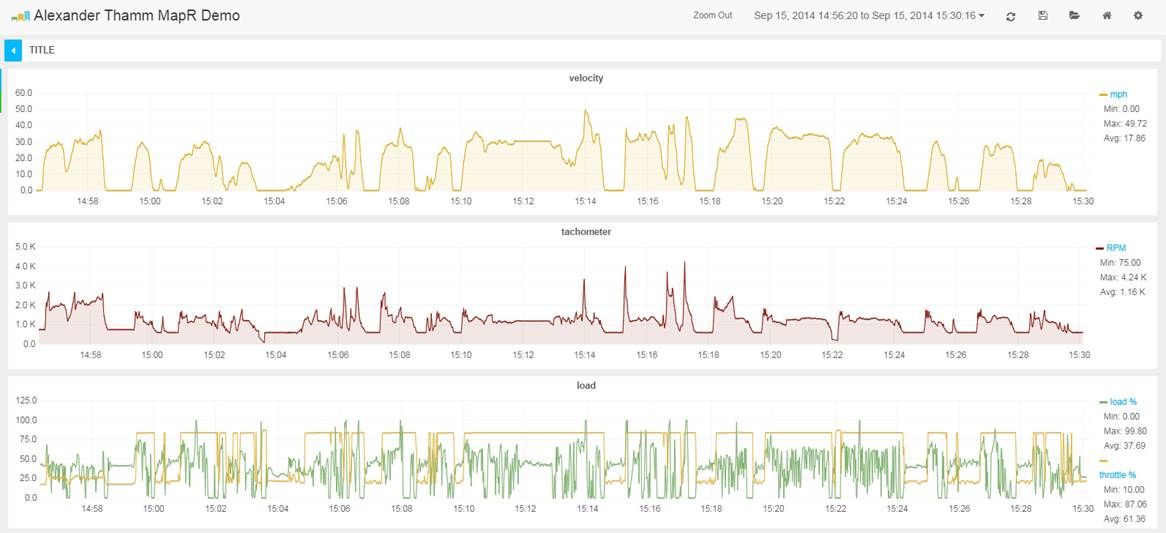 Alexander Thamm MapR Demo
Zoom Out Sep 15, 2014 14:56:20 to Sep 15, 2014 15:30:16
TITLE
velocity
60.0
50.0
40.0
30.0
20.0
10.0
0.0
14:58 15:00 15:02 15:04 15:06 15:08 15:10 15:12 15:14 15:16 15:18 15:20 15:22 15:24 15:26 15:28 15:30
mph
Min: 0.00
Max: 49.72
Avg: 17.86
tachometer
5.0 K
4.0 K
3.0 K
2.0 K
1.0 K
0.0
14:58 15:00 15:02 15:04 15:06 15:08 15:10 15:12 15:14 15:16 15:18 15:20 15:22 15:24 15:26 15:28 15:30
RPM
Min: 75.00
Max: 4.24 K
Avg: 1.16 K
load
125.0
100.0
75.0
50.0
25.0
0.0
14:58 15:00 15:02 15:04 15:06 15:08 15:10 15:12 15:14 15:16 15:18 15:20 15:22 15:24 15:26 15:28 15:30
load %
Min: 0.00
Max: 99.80
Avg: 37.69
throttle %
Min: 10.00
Max: 87.06
Avg: 61.36